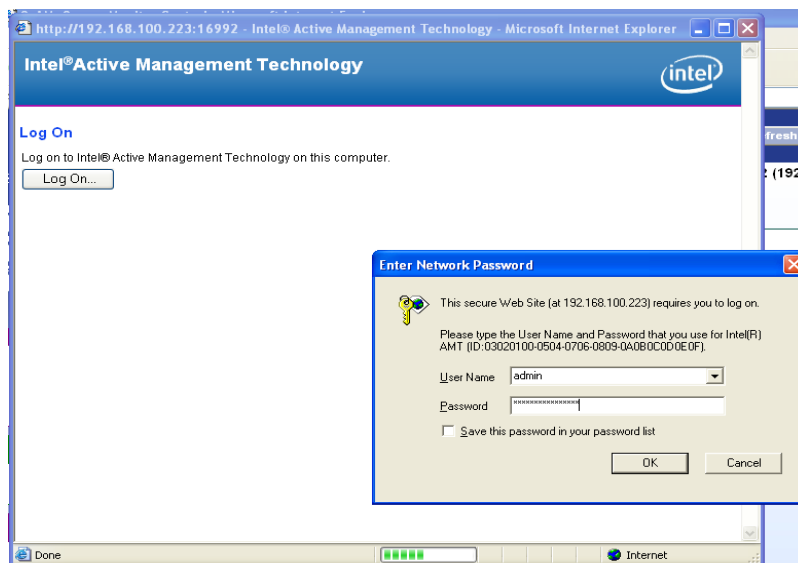 http://192.168.100.223:16992 - Intel® Active Management Technology - Microsoft Internet Explorer
Intel®Active Management Technology
intel
Log On
Log on to Intel® Active Management Technology on this computer.
Log On...
fresh
(192
Enter Network Password
This secure Web Site (at 192.168.100.223) requires you to log on.
Please type the User Name and Password that you use for Intel(R)
AMT (ID:03020100-0504-0706-0809-0A0B0C0D0E0F).
User Name
admin
Password
Save this password in your password list
OK
Cancel
Done
Internet